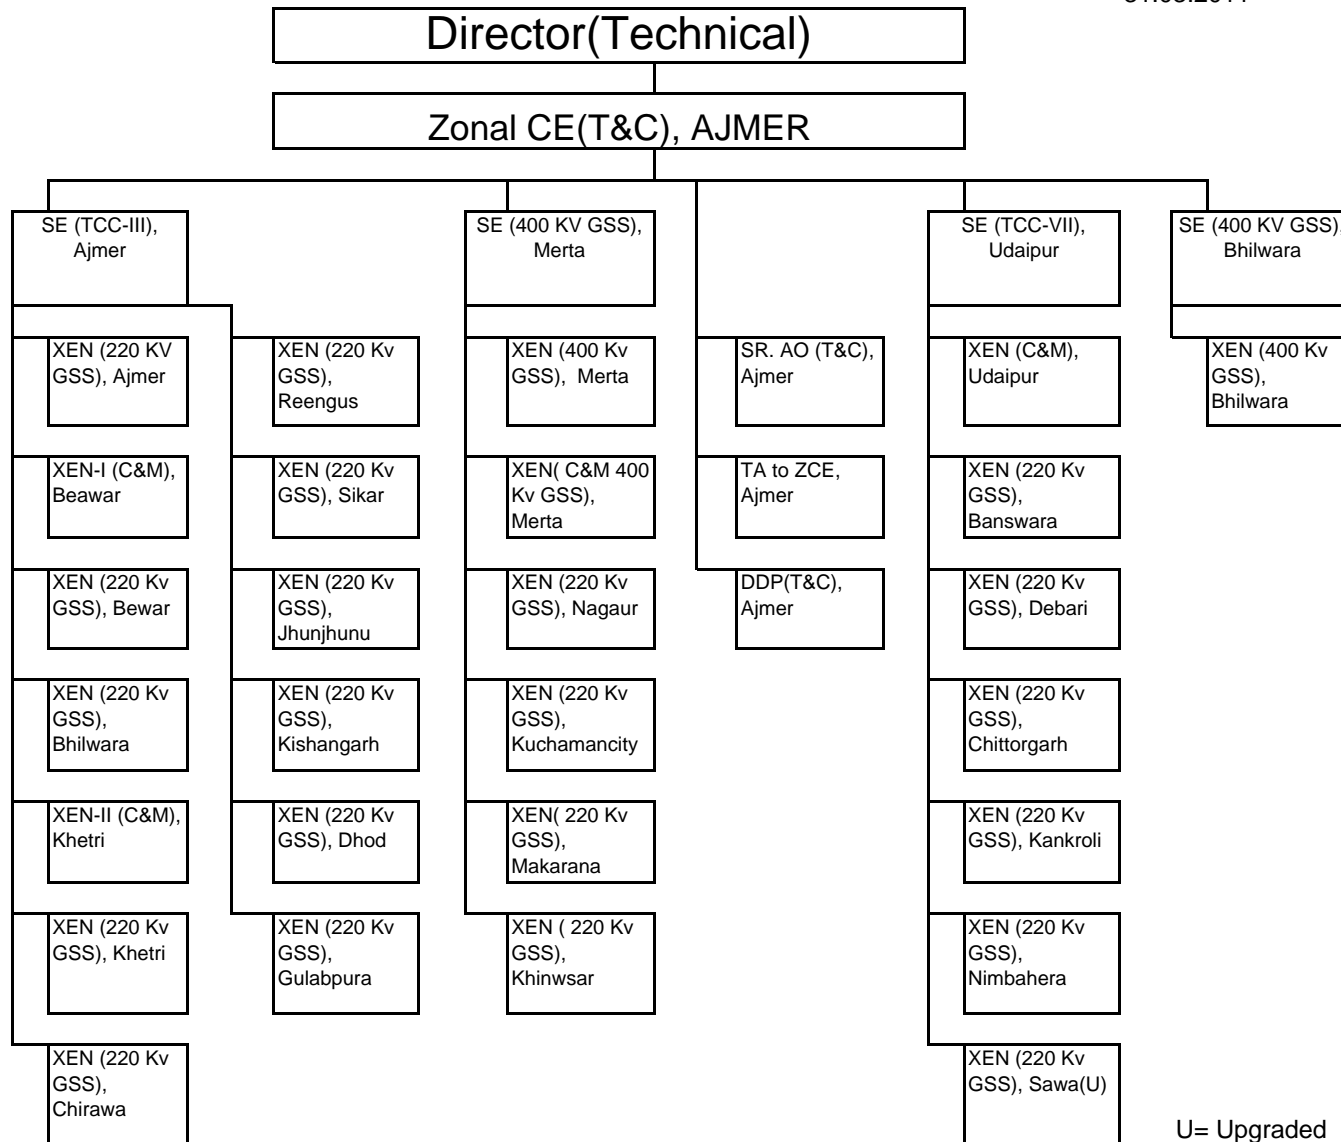 Director(Technical)
Zonal CE(T&C), AJMER
SE (TCC-III),
Ajmer
SE (400 KV GSS),
Merta
SE (TCC-VII),
Udaipur
SE (400 KV GSS),
Bhilwara
XEN (220 KV
GSS), Ajmer
XEN (220 Kv
GSS),
Reengus
XEN (400 Kv
GSS),  Merta
SR. AO (T&C),
Ajmer
XEN (C&M),
Udaipur
XEN (400 Kv
GSS),
Bhilwara
XEN-I (C&M),
Beawar
XEN (220 Kv
GSS), Sikar
XEN( C&M 400
Kv GSS),
Merta
TA to ZCE,
Ajmer
XEN (220 Kv
GSS),
Banswara
XEN (220 Kv
GSS), Bewar
XEN (220 Kv
GSS),
Jhunjhunu
XEN (220 Kv
GSS), Nagaur
DDP(T&C),
Ajmer
XEN (220 Kv
GSS), Debari
XEN (220 Kv
GSS),
Bhilwara
XEN (220 Kv
GSS),
Kishangarh
XEN (220 Kv
GSS),
Kuchamancity
XEN (220 Kv
GSS),
Chittorgarh
XEN-II (C&M),
Khetri
XEN (220 Kv
GSS), Dhod
XEN( 220 Kv
GSS),
Makarana
XEN (220 Kv
GSS), Kankroli
XEN (220 Kv
GSS), Khetri
XEN (220 Kv
GSS),
Gulabpura
XEN ( 220 Kv
GSS),
Khinwsar
XEN (220 Kv
GSS),
Nimbahera
XEN (220 Kv
GSS),
Chirawa
XEN (220 Kv
GSS), Sawa(U)
U= Upgraded